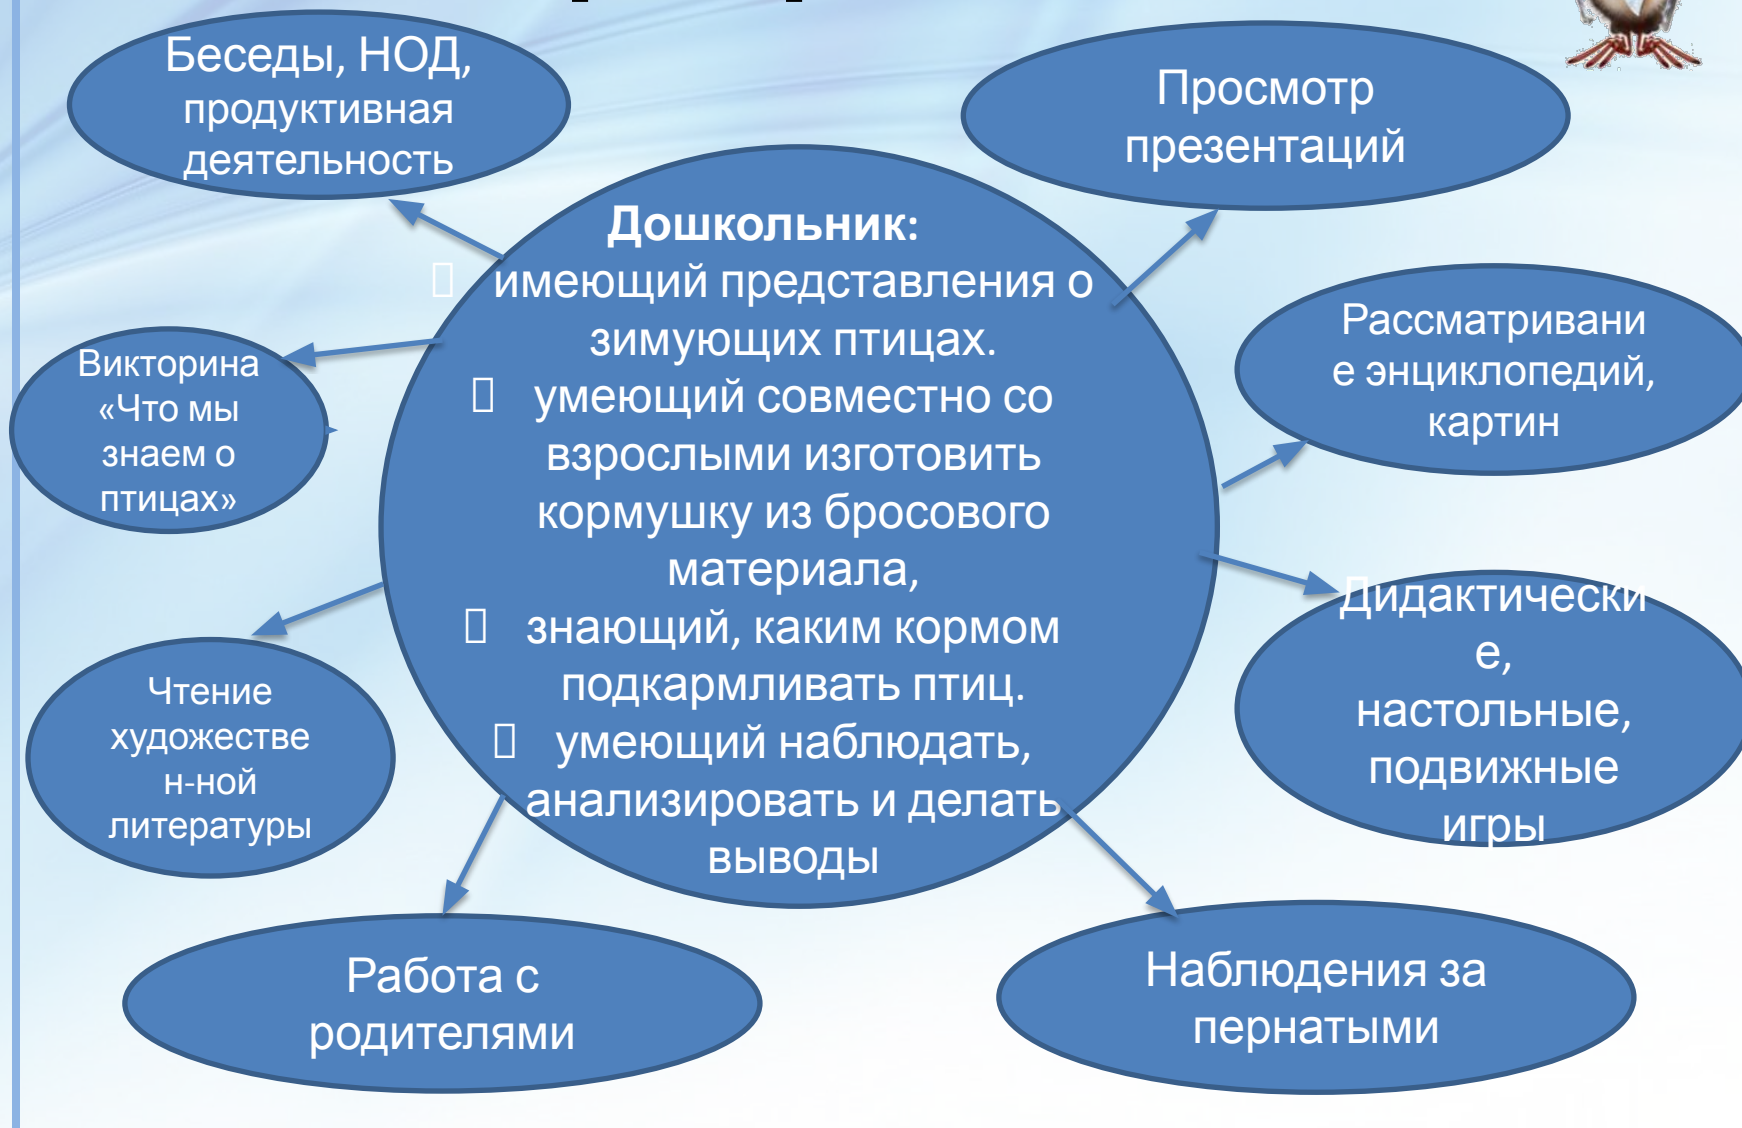 Беседы, НОД,
продуктивная
деятельность
Просмотр
презентаций
Дошкольник:
имеющий представления о
зимующих птицах.
умеющий совместно со
взрослыми изготовить
кормушку из бросового
материала,
знающий, каким кормом
подкармливать птиц.
умеющий наблюдать,
анализировать и делать
выводы
Викторина
«Что мы
знаем о
птицах»
Рассматривани
е энциклопедий,
картин
Чтение
художестве
н-ной
литературы
Дидактически
е,
настольные,
подвижные
игры
Работа с
родителями
Наблюдения за
пернатыми